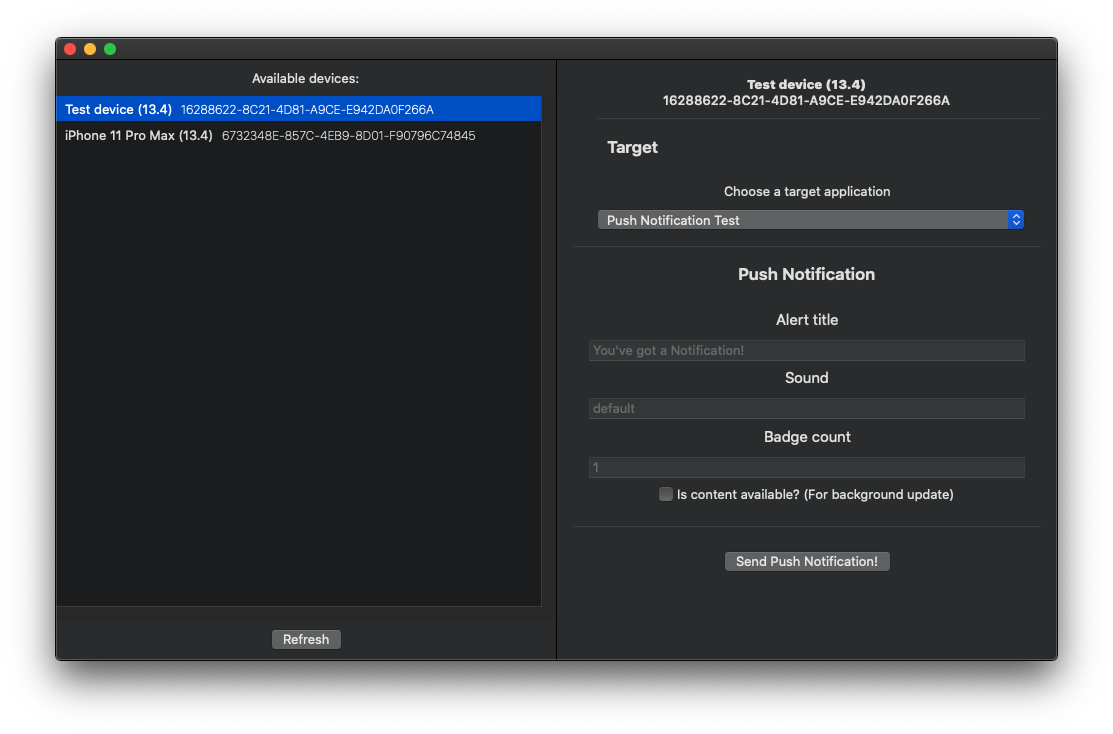 Available devices:
Test device (13.4) 16288622-8C21-4D81-A9CE-E942DA0F266A
iPhone 11 Pro Max (13.4) 6732348E-857C-4EB9-8D01-F90796C74845
Refresh
Test device (13.4)
16288622-8C21-4D81-A9CE-E942DA0F266A
Target
Choose a target application
Push Notification Test
Push Notification
Alert title
You've got a Notification!
Sound
default
Badge count
1
Is content available? (For background update)
Send Push Notification!